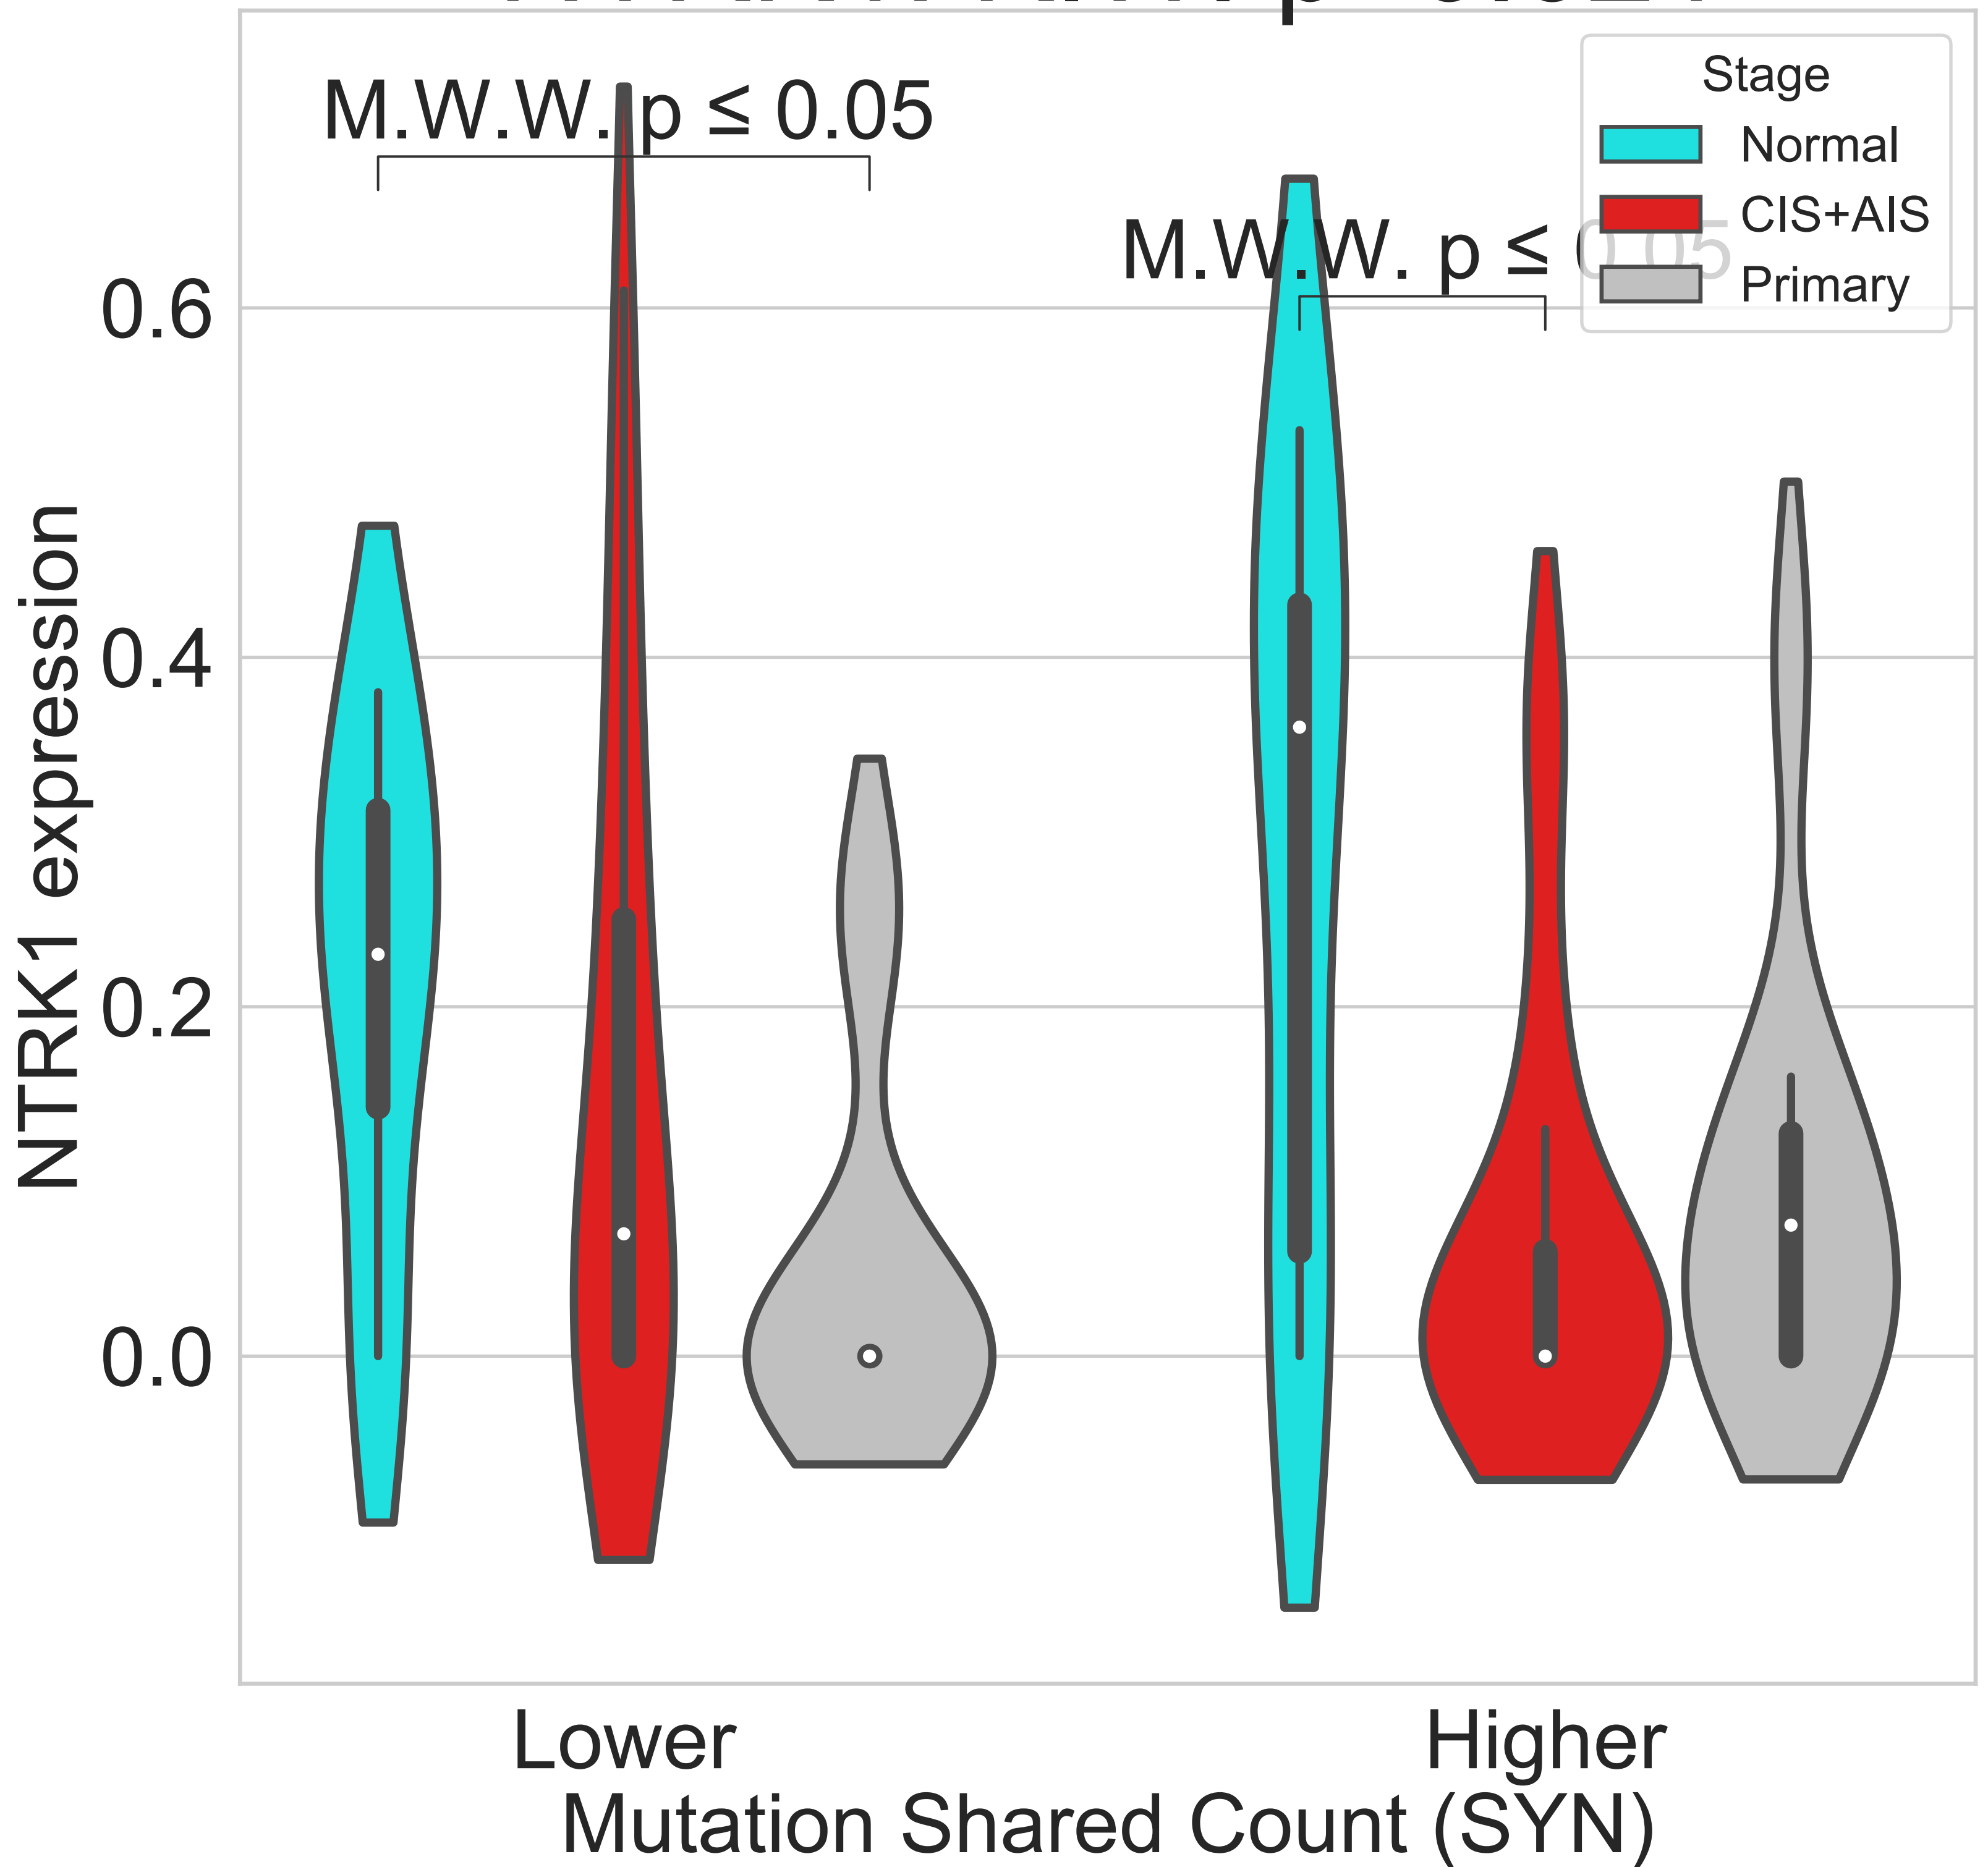 M.W.W. p ≤ 0.05
M.W.W. p ≤ 0.05
Stage
Normal
CIS+AIS
Primary
0.6
0.4
0.2
0.0
NTRK1 expression
Lower
Higher
Mutation Shared Count (SYN)